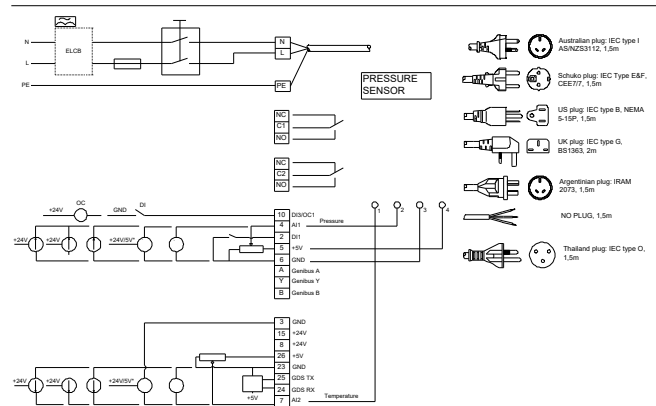 N
ELCB
L
PE
N
L
PE
PRESSURE
SENSOR
NC
C1
NO
NC
C2
NO
Australian plug: IEC type I
AS/NZS3112, 1,5m
Schuko plug: IEC Type E&F,
CEE7/7, 1,5m
US plug: IEC type B, NEMA
5-15P, 1,5m
UK plug: IEC type G,
BS1363, 2m
Argentinian plug: IRAM
2073, 1,5m
NO PLUG, 1,5m
Thailand plug: IEC type O,
1,5m
+24V
OC
GND
DI
10 DI3/OC1
4 AI1
Pressure
2 DI1
5 +5V
6 GND
A Genibus A
Y Genibus Y
B Genibus B
1
2
3
4
+24V
+24V
+24V/5V*
3 GND
15 +24V
8 +24V
26 +5V
23 GND
25 GDS TX
24 GDS RX
7 AI2
Temperature
+24V
+24V
+24V/5V*
+5V